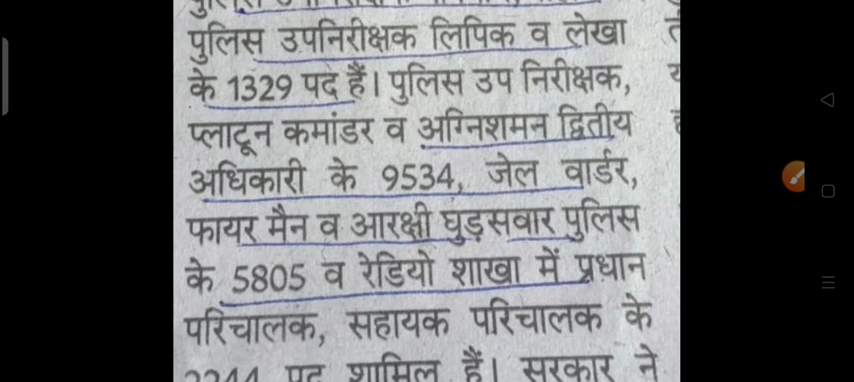 पुलिस उपनिरीक्षक लिपिक व लेखा
के 1329 पद हैं। पुलिस उप निरीक्षक,
प्लाटून कमांडर व अग्निशमन द्वितीय
अधिकारी के 9534, जेल वार्डर,
फायर मैन व आरक्षी घुड़सवार पुलिस
के 5805 व रेडियो शाखा में प्रधान
परिचालक, सहायक परिचालक के
पद शामिल हैं। सरकार ने